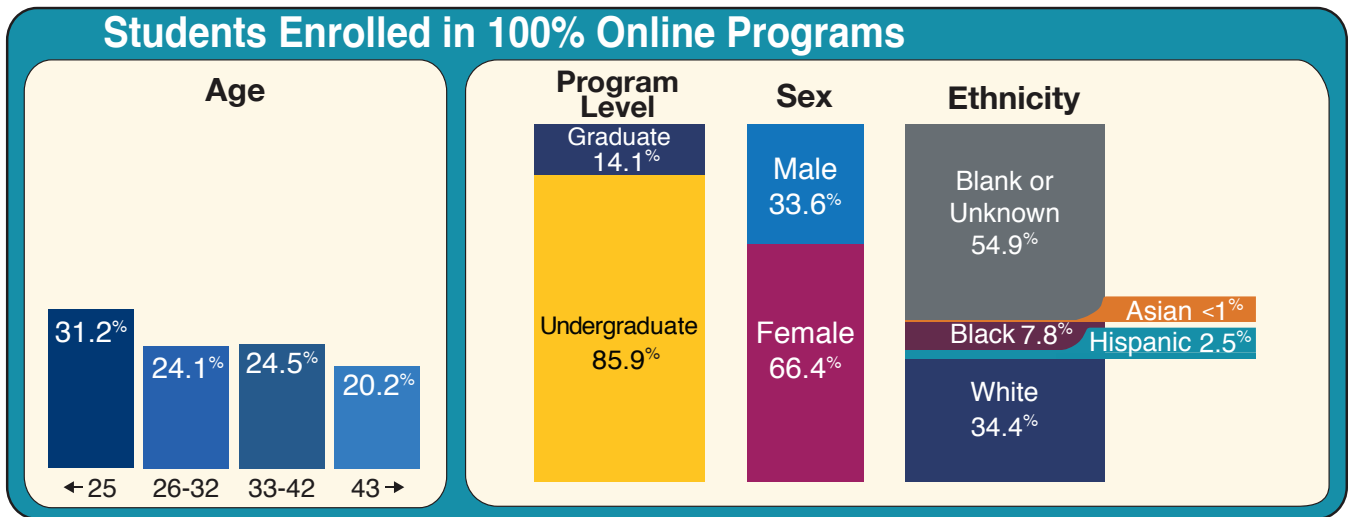 Students Enrolled in 100% Online Programs
Age
31.2%
24.1%
24.5%
20.2%
←25
26-32
33-42
43→
Program
Level
Graduate
14.1%
Undergraduate
85.9%
Sex
Male
33.6%
Female
66.4%
Ethnicity
Blank or
Unknown
54.9%
Asian <1%
Black 7.8%
Hispanic 2.5%
White
34.4%